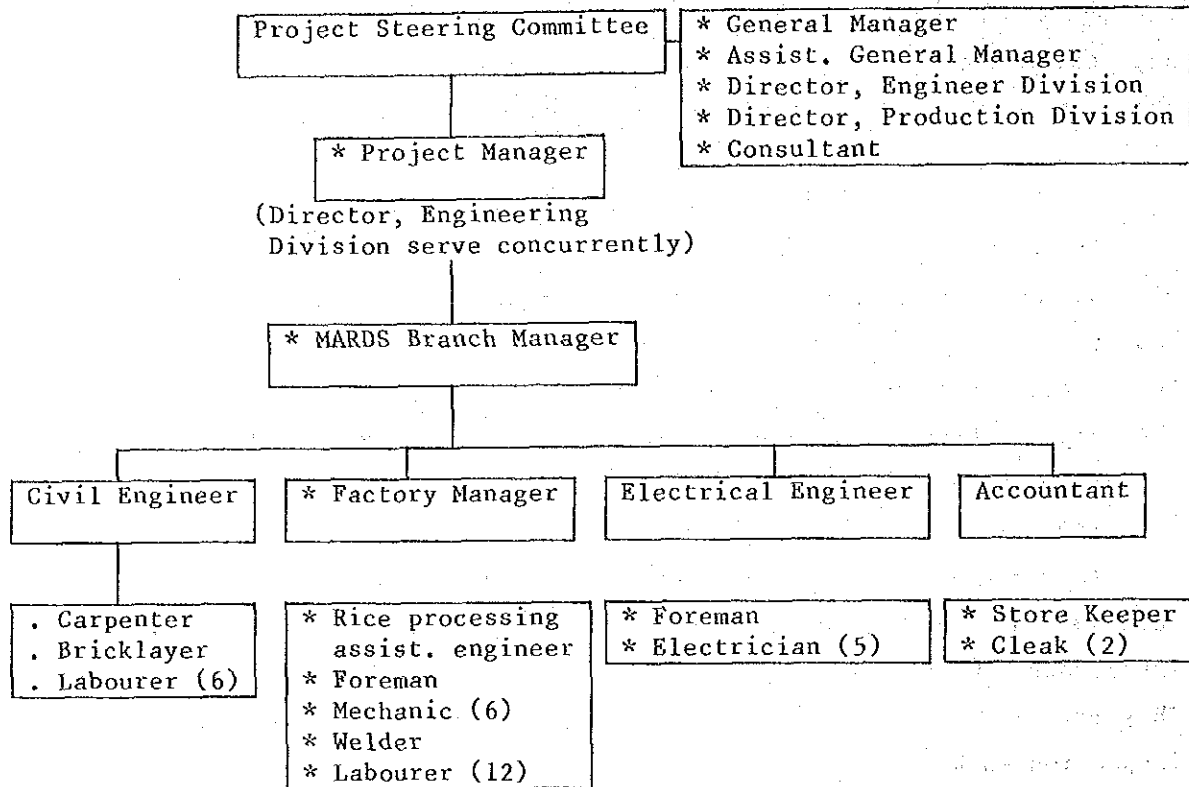 Project Steering Committee
* General Manager
* Assist. General Manager
* Director, Engineer Division
* Director, Production Division
* Consultant
* Project Manager
(Director, Engineering
Division serve concurrently)
* MARDS Branch Manager
Civil Engineer
* Factory Manager
Electrical Engineer
Accountant
. Carpenter
. Bricklayer
. Labourer (6)
* Rice processing
assist. engineer
* Foreman
* Mechanic (6)
* Welder
* Labourer (12)
* Foreman
* Electrician (5)
* Store Keeper
* Cleak (2)